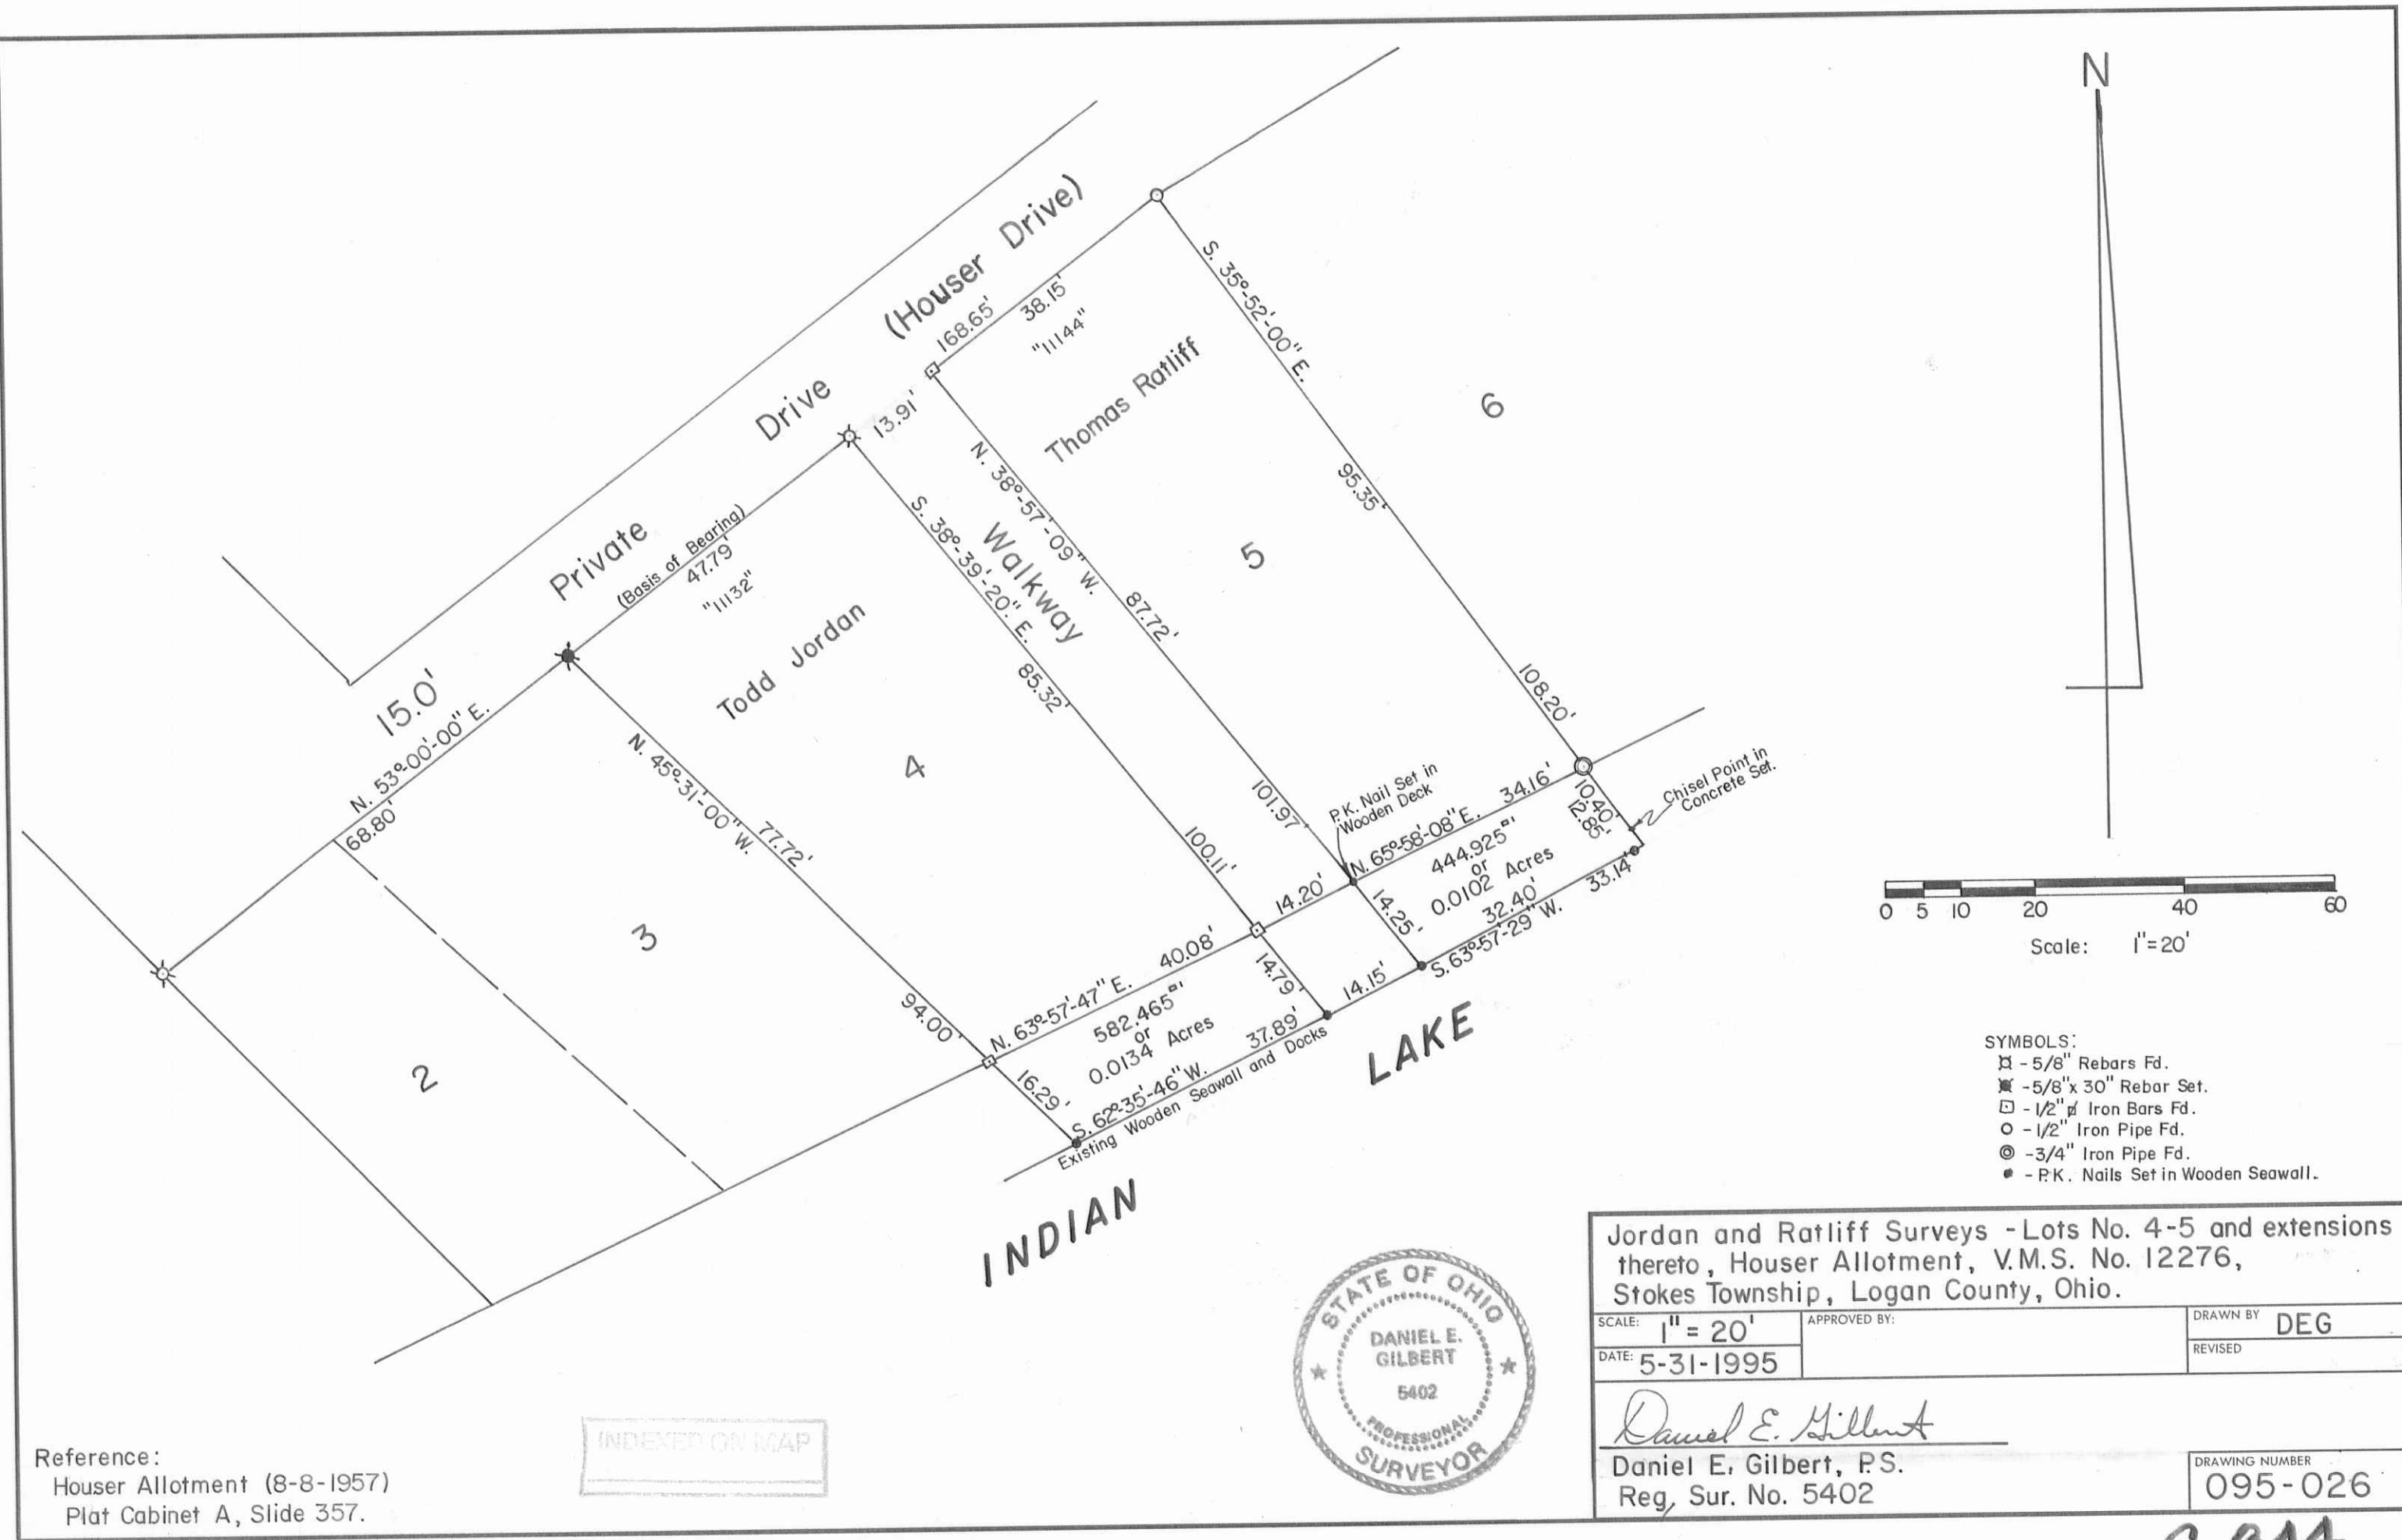 N
(Houser Drive)
Drive
Private
15.0'
168.65'
38.15'
"11144"
Thomas Ratliff
S. 35°-52'-00" E.
95.35'
108.20'
6
5
13.91'
N. 38°-57'-09" W.
87.72'
101.97'
Walkway
S. 38°-39'-20" E.
85.32'
100.11'
(Basis of Bearing)
47.79'
"11132"
Todd Jordan
4
N. 53°-00'-00" E.
68.80'
N. 45°-31'-00" W.
77.72'
94.00'
3
2
P.K. Nail Set in
Wooden Deck
N. 65°-58'-08" E. 34.16'
444.925□'
or
0.0102 Acres
32.40'
S. 63°-57'-29" W.
33.14'
10.40'
12.85'
Chisel Point in
Concrete Set.
14.20'
14.25'
14.15'
14.79'
N. 63°-57'-47" E. 40.08'
582.465□'
or
0.0134 Acres
S. 62°-35'-46" W. 37.89'
16.29'
Existing Wooden Seawall and Docks
INDIAN LAKE
0 5 10 20 40 60
Scale: 1"=20'
SYMBOLS:
- 5/8" Rebars Fd.
- 5/8"x 30" Rebar Set.
- 1/2"ø Iron Bars Fd.
- 1/2" Iron Pipe Fd.
- 3/4" Iron Pipe Fd.
- P.K. Nails Set in Wooden Seawall.
Jordan and Ratliff Surveys - Lots No. 4-5 and extensions
thereto, Houser Allotment, V.M.S. No. 12276,
Stokes Township, Logan County, Ohio.
SCALE: 1" = 20'
APPROVED BY:
DRAWN BY DEG
DATE: 5-31-1995
REVISED
Daniel E. Gilbert
Daniel E. Gilbert, P.S.
Reg. Sur. No. 5402
DRAWING NUMBER
095-026
STATE OF OHIO
DANIEL E.
GILBERT
5402
PROFESSIONAL
SURVEYOR
INDEXED ON MAP
Reference:
Houser Allotment (8-8-1957)
Plat Cabinet A, Slide 357.